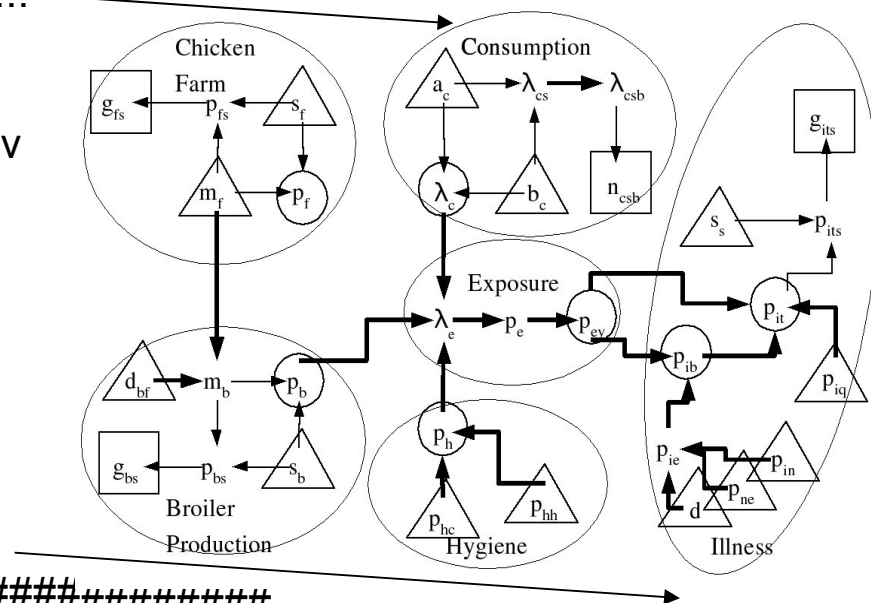 ...
v
Chicken
Farm
g_fs
p_fs
s_f
m_f
p_f
Consumption
a_c
λ_cs
λ_csb
λ_c
b_c
n_csb
g_its
s_s
p_its
Exposure
λ_e
p_e
p_ev
p_it
p_ib
p_iq
d_bf
m_b
p_b
g_bs
p_bs
s_b
Broiler
Production
p_h
p_hc
p_hh
Hygiene
p_ie
p_in
p_ne
d
Illness